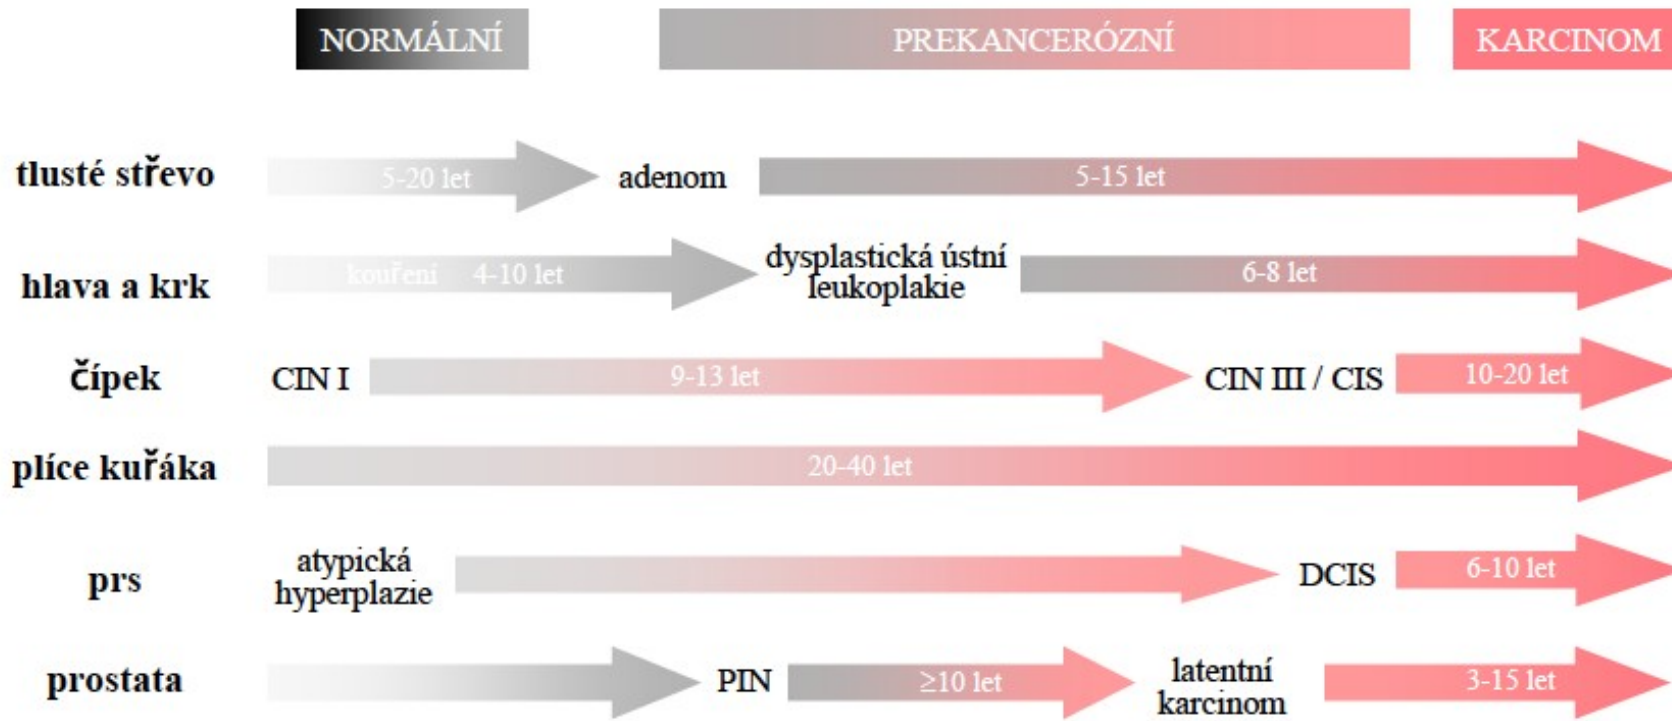 NORMÁLNÍ PREKANCERÓZNÍ KARCINOM
tlusté střevo 5-20 let adenom 5-15 let
hlava a krk kouření 4-10 let dysplastická ústní
leukoplakie 6-8 let
čípek CIN I 9-13 let CIN III / CIS 10-20 let
plíce kuřáka 20-40 let
prs atypická
hyperplazie DCIS 6-10 let
prostata PIN ≥10 let latentní
karcinom 3-15 let